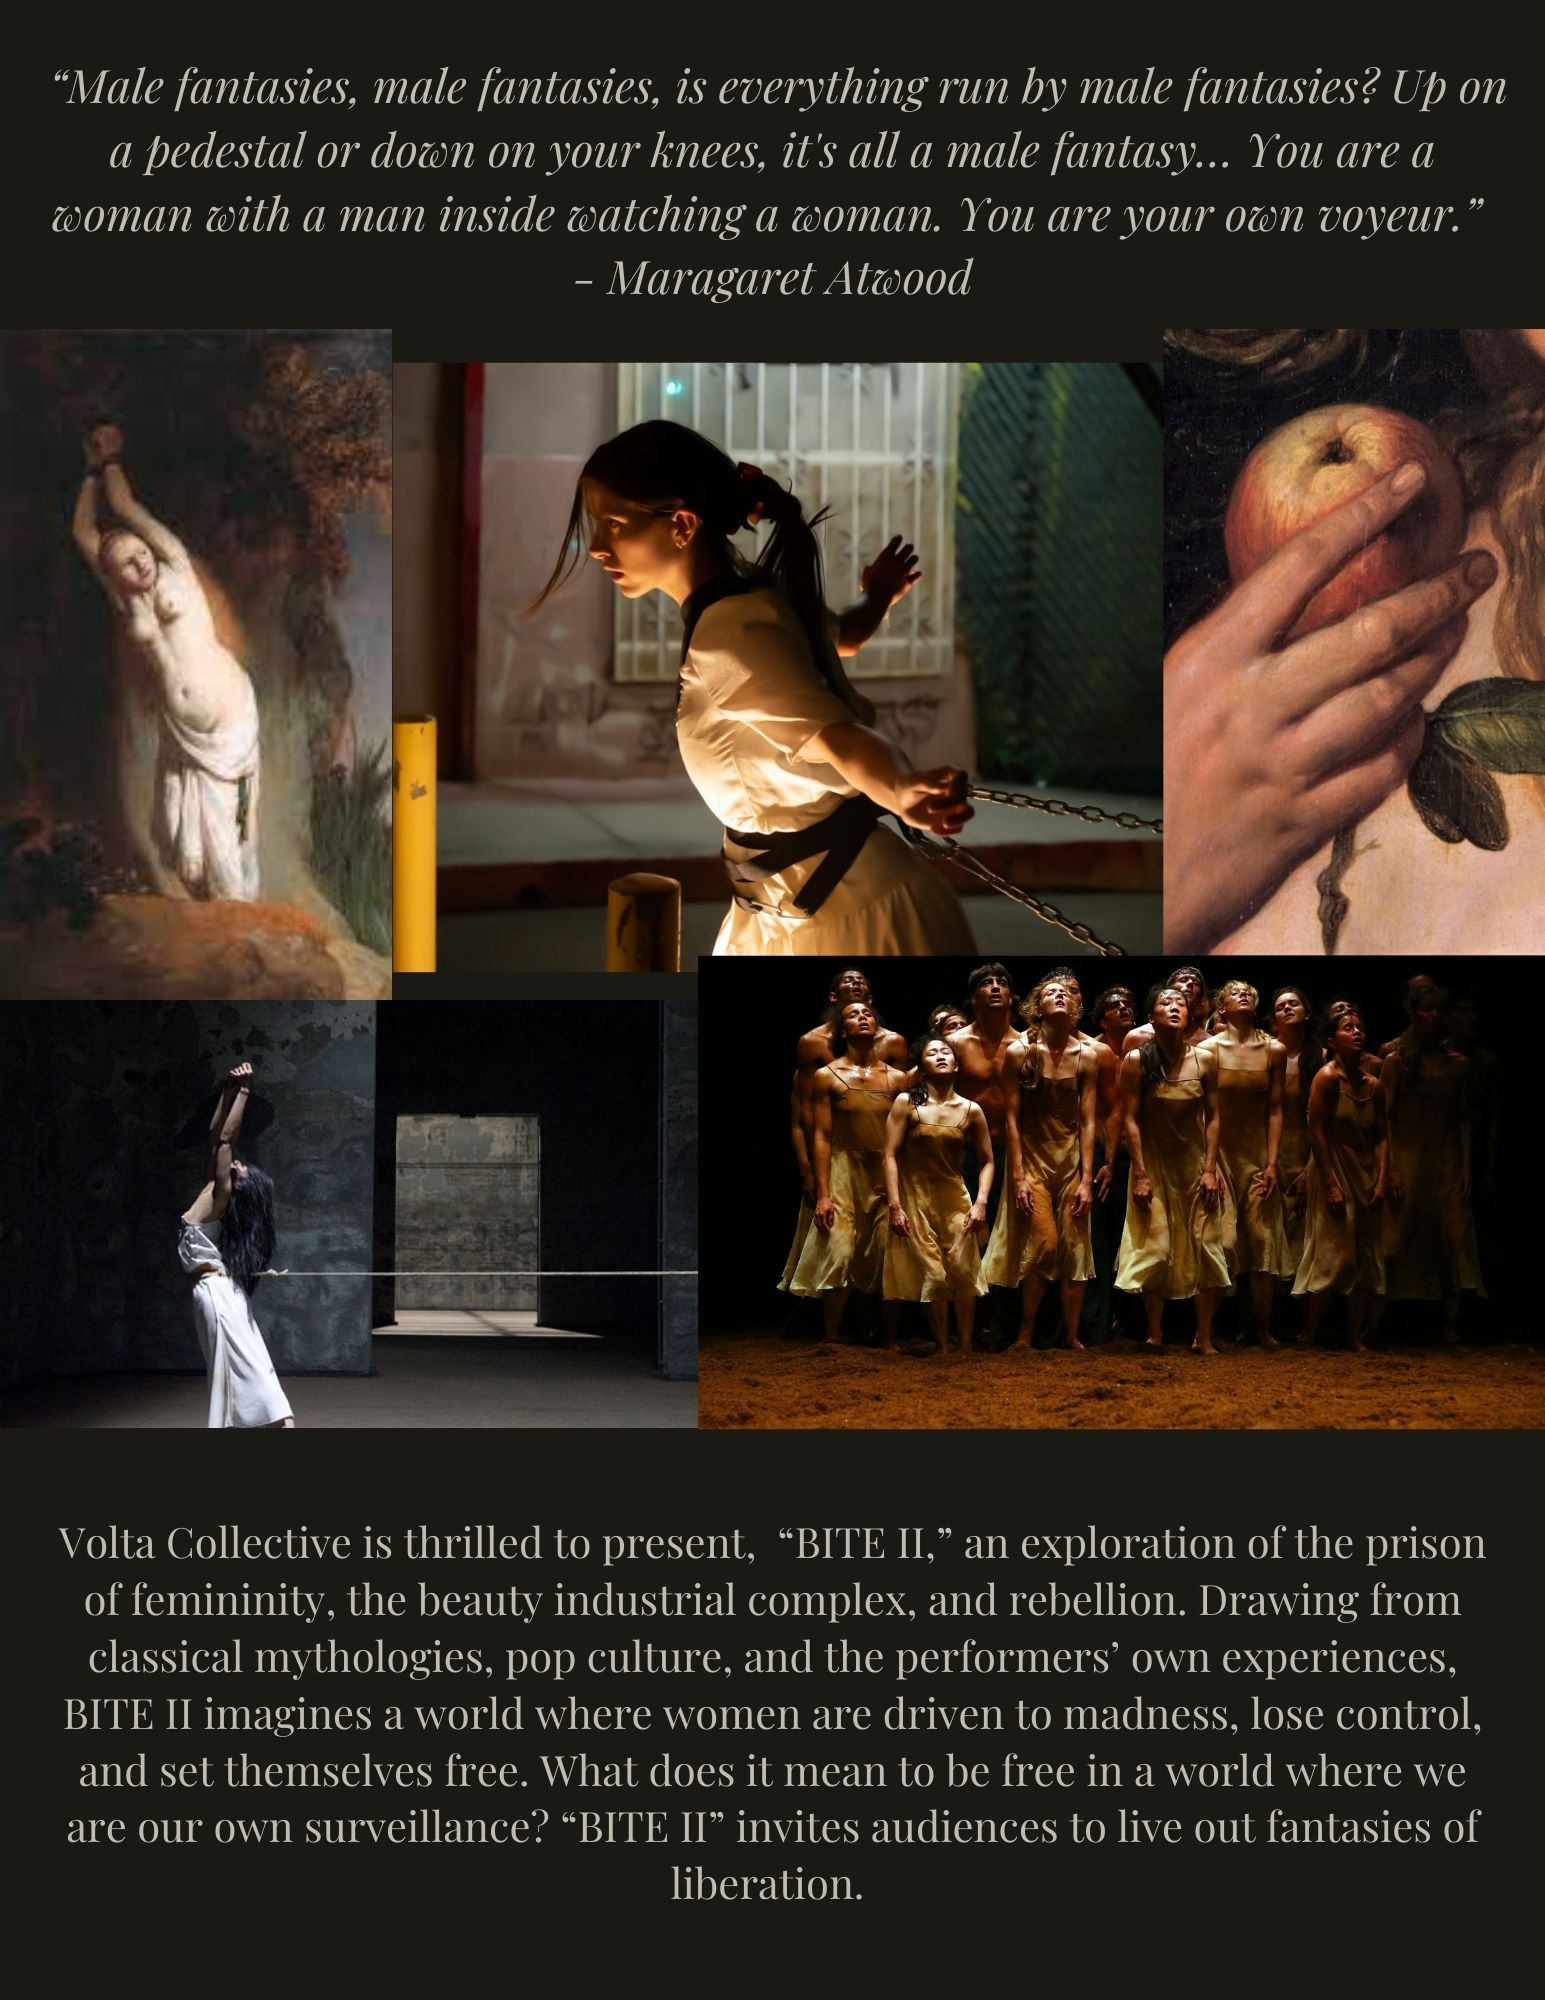 “Male fantasies, male fantasies, is everything run by male fantasies? Up on
a pedestal or down on your knees, it's all a male fantasy... You are a
woman with a man inside watching a woman. You are your own voyeur.”
- Maragaret Atwood
Volta Collective is thrilled to present,  “BITE II,” an exploration of the prison
of femininity, the beauty industrial complex, and rebellion. Drawing from
classical mythologies, pop culture, and the performers’ own experiences,
BITE II imagines a world where women are driven to madness, lose control,
and set themselves free. What does it mean to be free in a world where we
are our own surveillance? “BITE II” invites audiences to live out fantasies of
liberation.